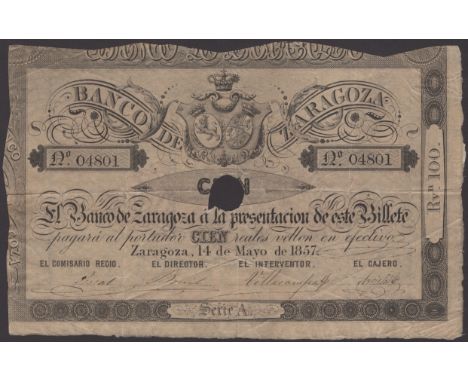 BANCO DE ZARAGOZA
Nº 04801
Nº 04801
El Banco de Zaragoza á la presentacion de este Billete
pagará al portador CIEN reales vellon en efectivo
Zaragoza, 14 de Mayo de 1857.
EL COMISARIO REGIO. EL DIRECTOR. EL INTERVENTOR. EL CAJERO.
Villacampa
Serie A.
Rs. vn. 100.